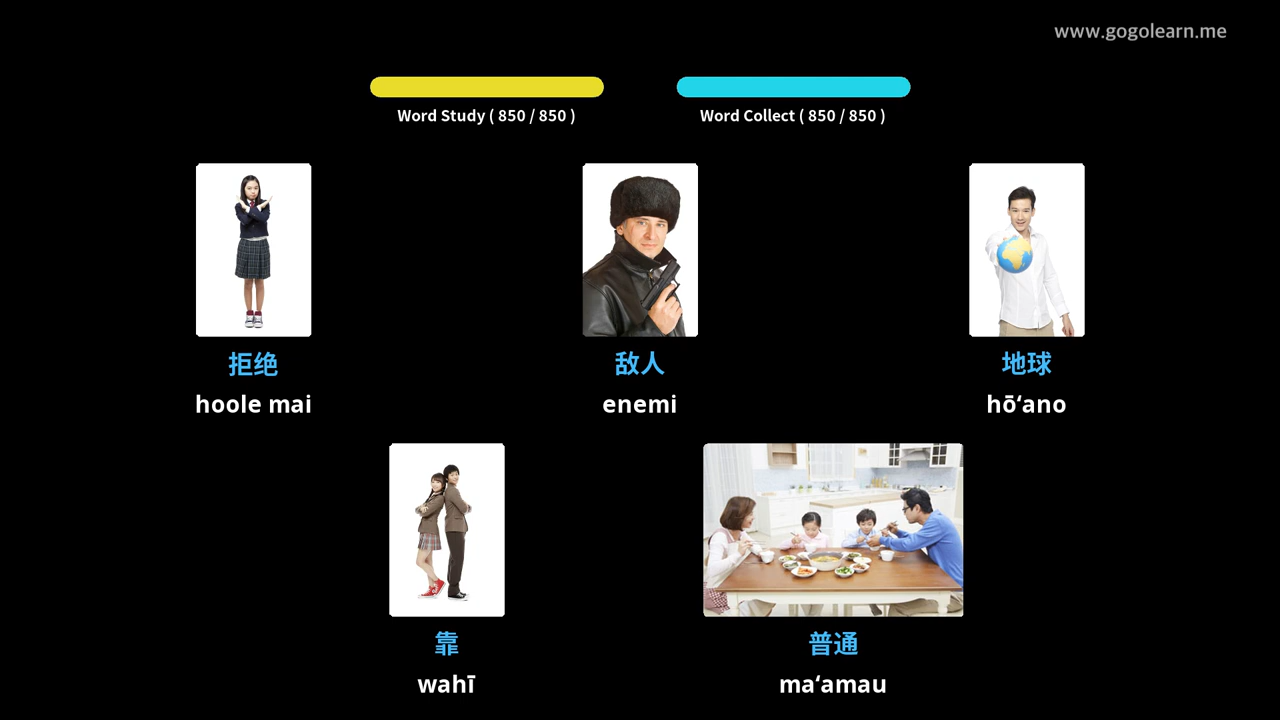 www.gogolearn.me
Word Study ( 850 / 850 )
Word Collect ( 850 / 850 )
拒绝
敌人
地球
hoole mai
enemi
hōʻano
靠
普通
wahī
maʻamau